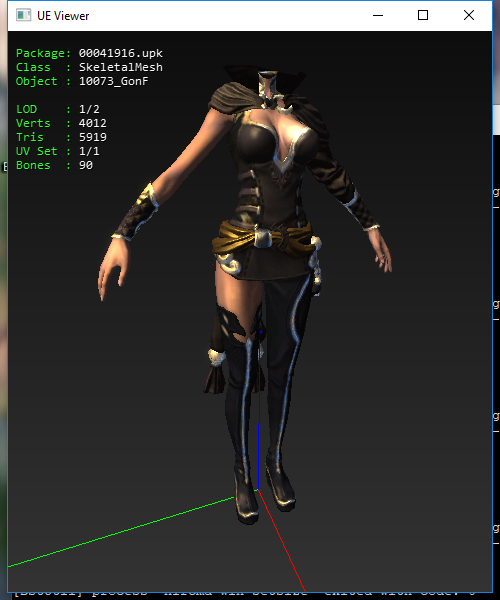 UE Viewer
Package: 00041916.upk
Class : SkeletalMesh
Object : 10073_GonF
LOD : 1/2
Verts : 4012
Tris : 5919
UV Set : 1/1
Bones : 90